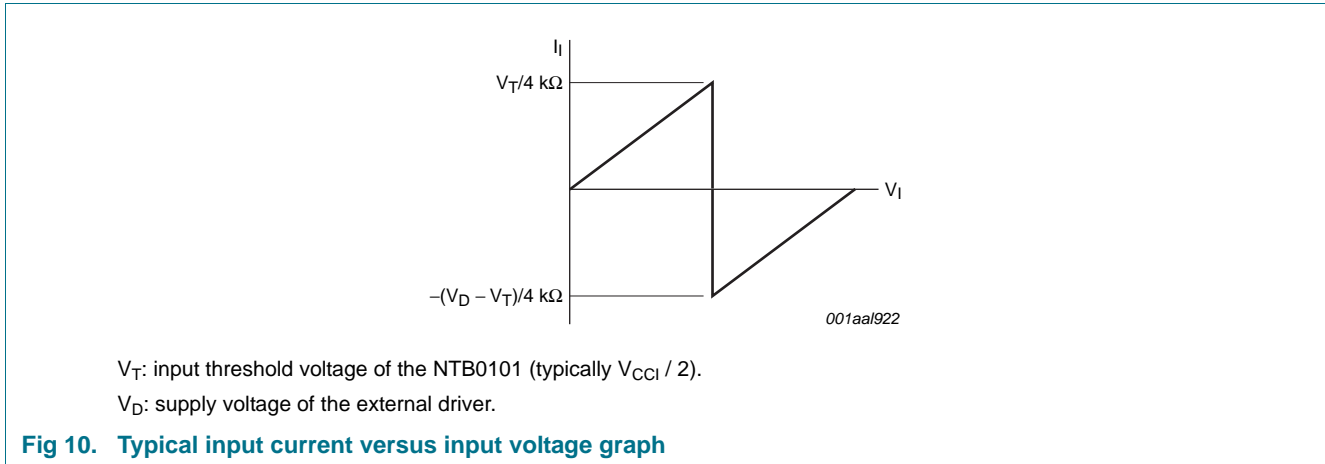 I_I
V_T/4 kΩ
V_I
−(V_D − V_T)/4 kΩ
001aal922
V_T: input threshold voltage of the NTB0101 (typically V_CCI / 2).
V_D: supply voltage of the external driver.
Fig 10. Typical input current versus input voltage graph